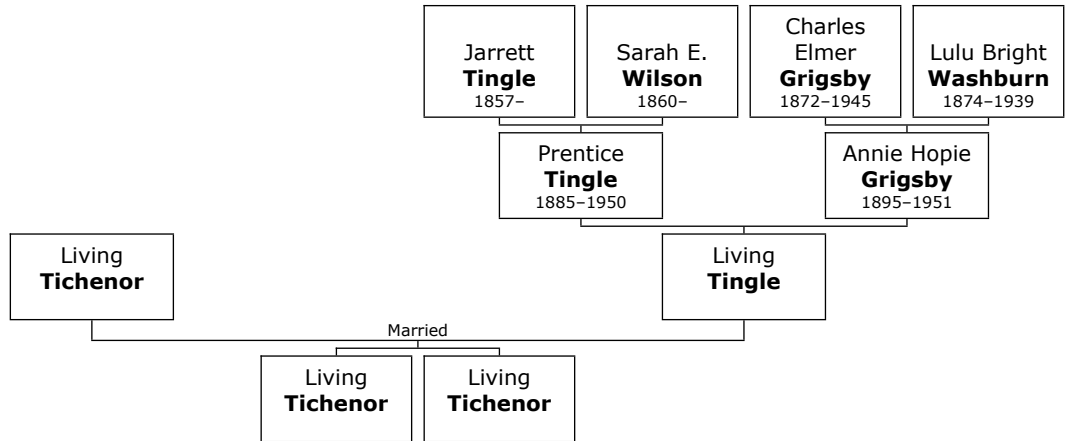 Jarrett
Tingle
1857–
Sarah E.
Wilson
1860–
Charles
Elmer
Grigsby
1872–1945
Lulu Bright
Washburn
1874–1939
Prentice
Tingle
1885–1950
Annie Hopie
Grigsby
1895–1951
Living
Tichenor
Living
Tingle
Married
Living
Tichenor
Living
Tichenor